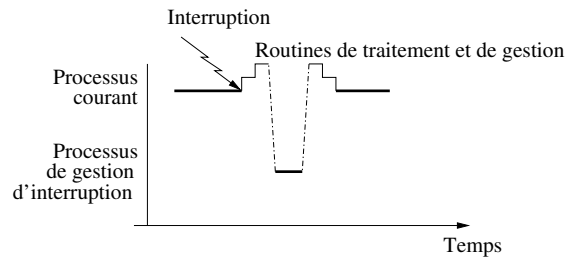 Interruption
Routines de traitement et de gestion
Processus
courant
Processus
de gestion
d'interruption
Temps